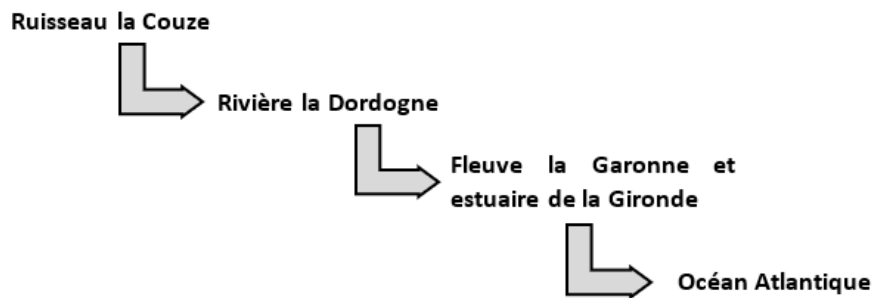 Ruisseau la Couze
Rivière la Dordogne
Fleuve la Garonne et
estuaire de la Gironde
Océan Atlantique